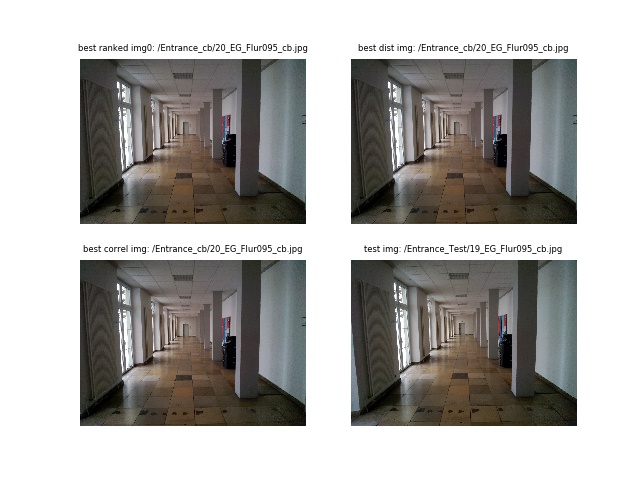 best ranked img0: /Entrance_cb/20_EG_Flur095_cb.jpg
best dist img: /Entrance_cb/20_EG_Flur095_cb.jpg
best correl img: /Entrance_cb/20_EG_Flur095_cb.jpg
test img: /Entrance_Test/19_EG_Flur095_cb.jpg